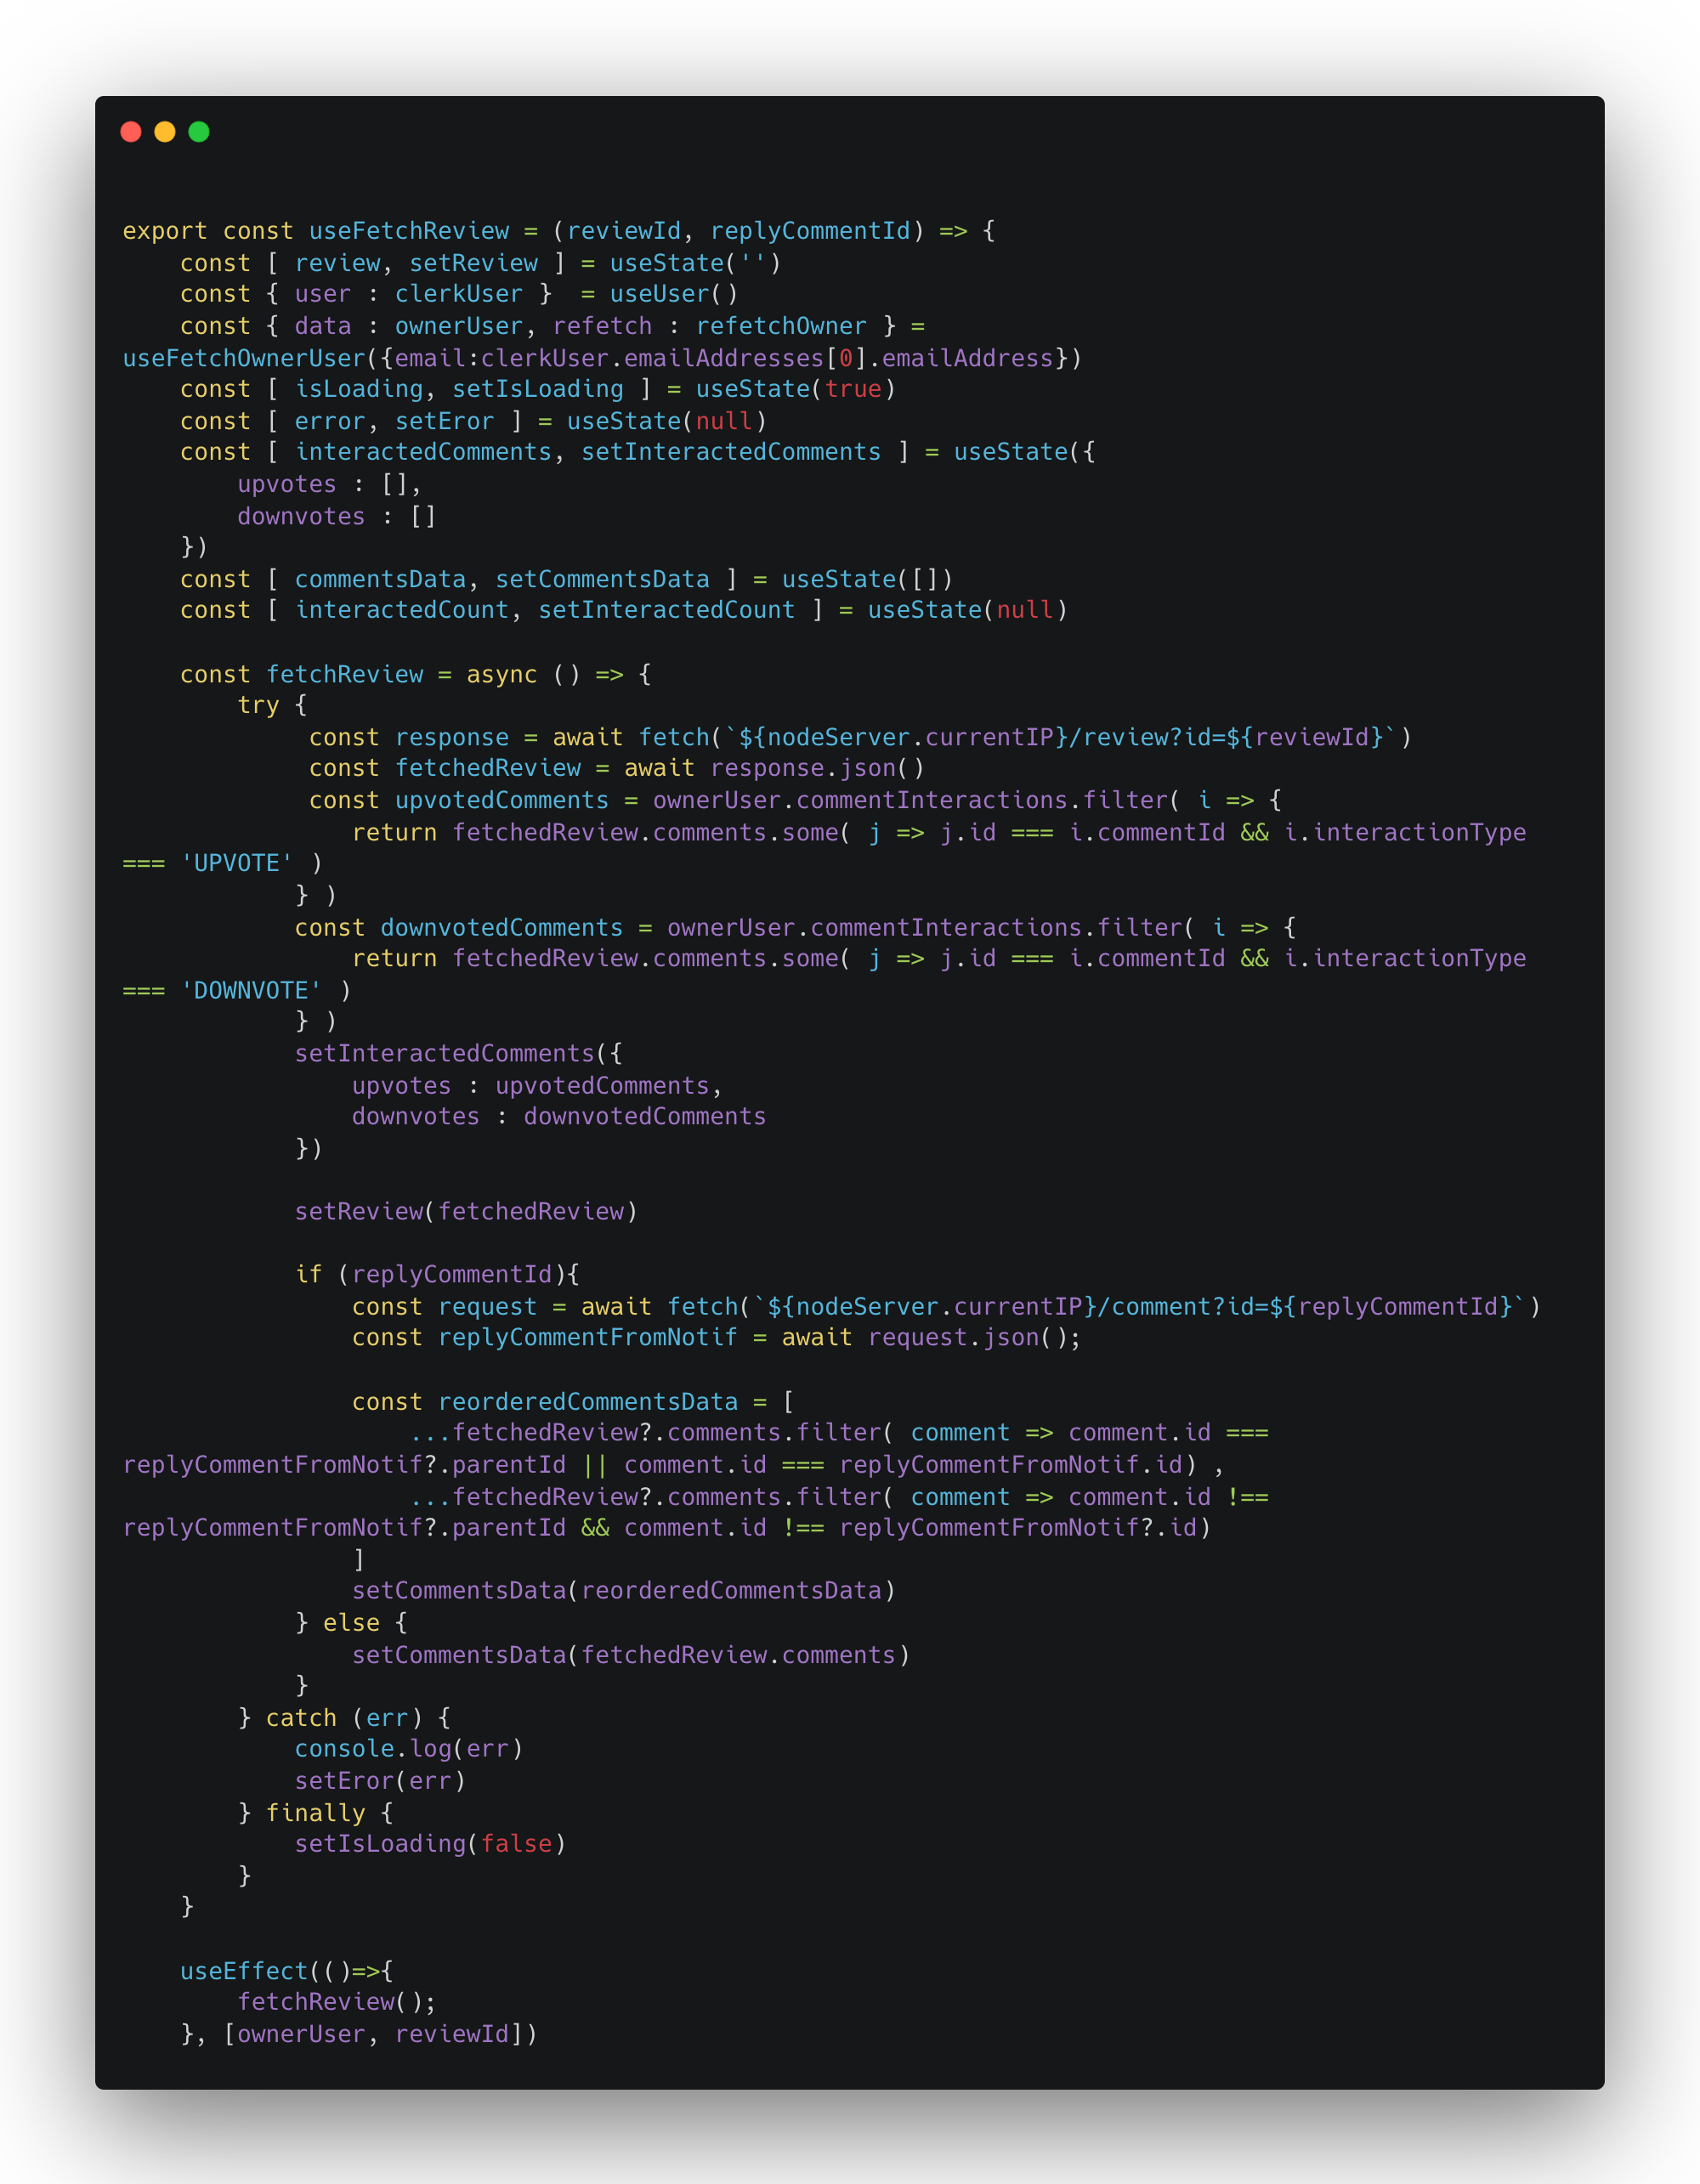 export const useFetchReview = (reviewId, replyCommentId) => {
    const [ review, setReview ] = useState('')
    const { user : clerkUser }  = useUser()
    const { data : ownerUser, refetch : refetchOwner } =
useFetchOwnerUser({email:clerkUser.emailAddresses[0].emailAddress})
    const [ isLoading, setIsLoading ] = useState(true)
    const [ error, setEror ] = useState(null)
    const [ interactedComments, setInteractedComments ] = useState({
        upvotes : [],
        downvotes : []
    })
    const [ commentsData, setCommentsData ] = useState([])
    const [ interactedCount, setInteractedCount ] = useState(null)

    const fetchReview = async () => {
        try {
             const response = await fetch(`${nodeServer.currentIP}/review?id=${reviewId}`)
             const fetchedReview = await response.json()
             const upvotedComments = ownerUser.commentInteractions.filter( i => {
                return fetchedReview.comments.some( j => j.id === i.commentId && i.interactionType
=== 'UPVOTE' )
            } )
            const downvotedComments = ownerUser.commentInteractions.filter( i => {
                return fetchedReview.comments.some( j => j.id === i.commentId && i.interactionType
=== 'DOWNVOTE' )
            } )
            setInteractedComments({
                upvotes : upvotedComments,
                downvotes : downvotedComments
            })

            setReview(fetchedReview)

            if (replyCommentId){
                const request = await fetch(`${nodeServer.currentIP}/comment?id=${replyCommentId}`)
                const replyCommentFromNotif = await request.json();

                const reorderedCommentsData = [
                    ...fetchedReview?.comments.filter( comment => comment.id ===
replyCommentFromNotif?.parentId || comment.id === replyCommentFromNotif.id) ,
                    ...fetchedReview?.comments.filter( comment => comment.id !==
replyCommentFromNotif?.parentId && comment.id !== replyCommentFromNotif?.id)
                ]
                setCommentsData(reorderedCommentsData)
            } else {
                setCommentsData(fetchedReview.comments)
            }
        } catch (err) {
            console.log(err)
            setEror(err)
        } finally {
            setIsLoading(false)
        }
    }

    useEffect(()=>{
        fetchReview();
    }, [ownerUser, reviewId])